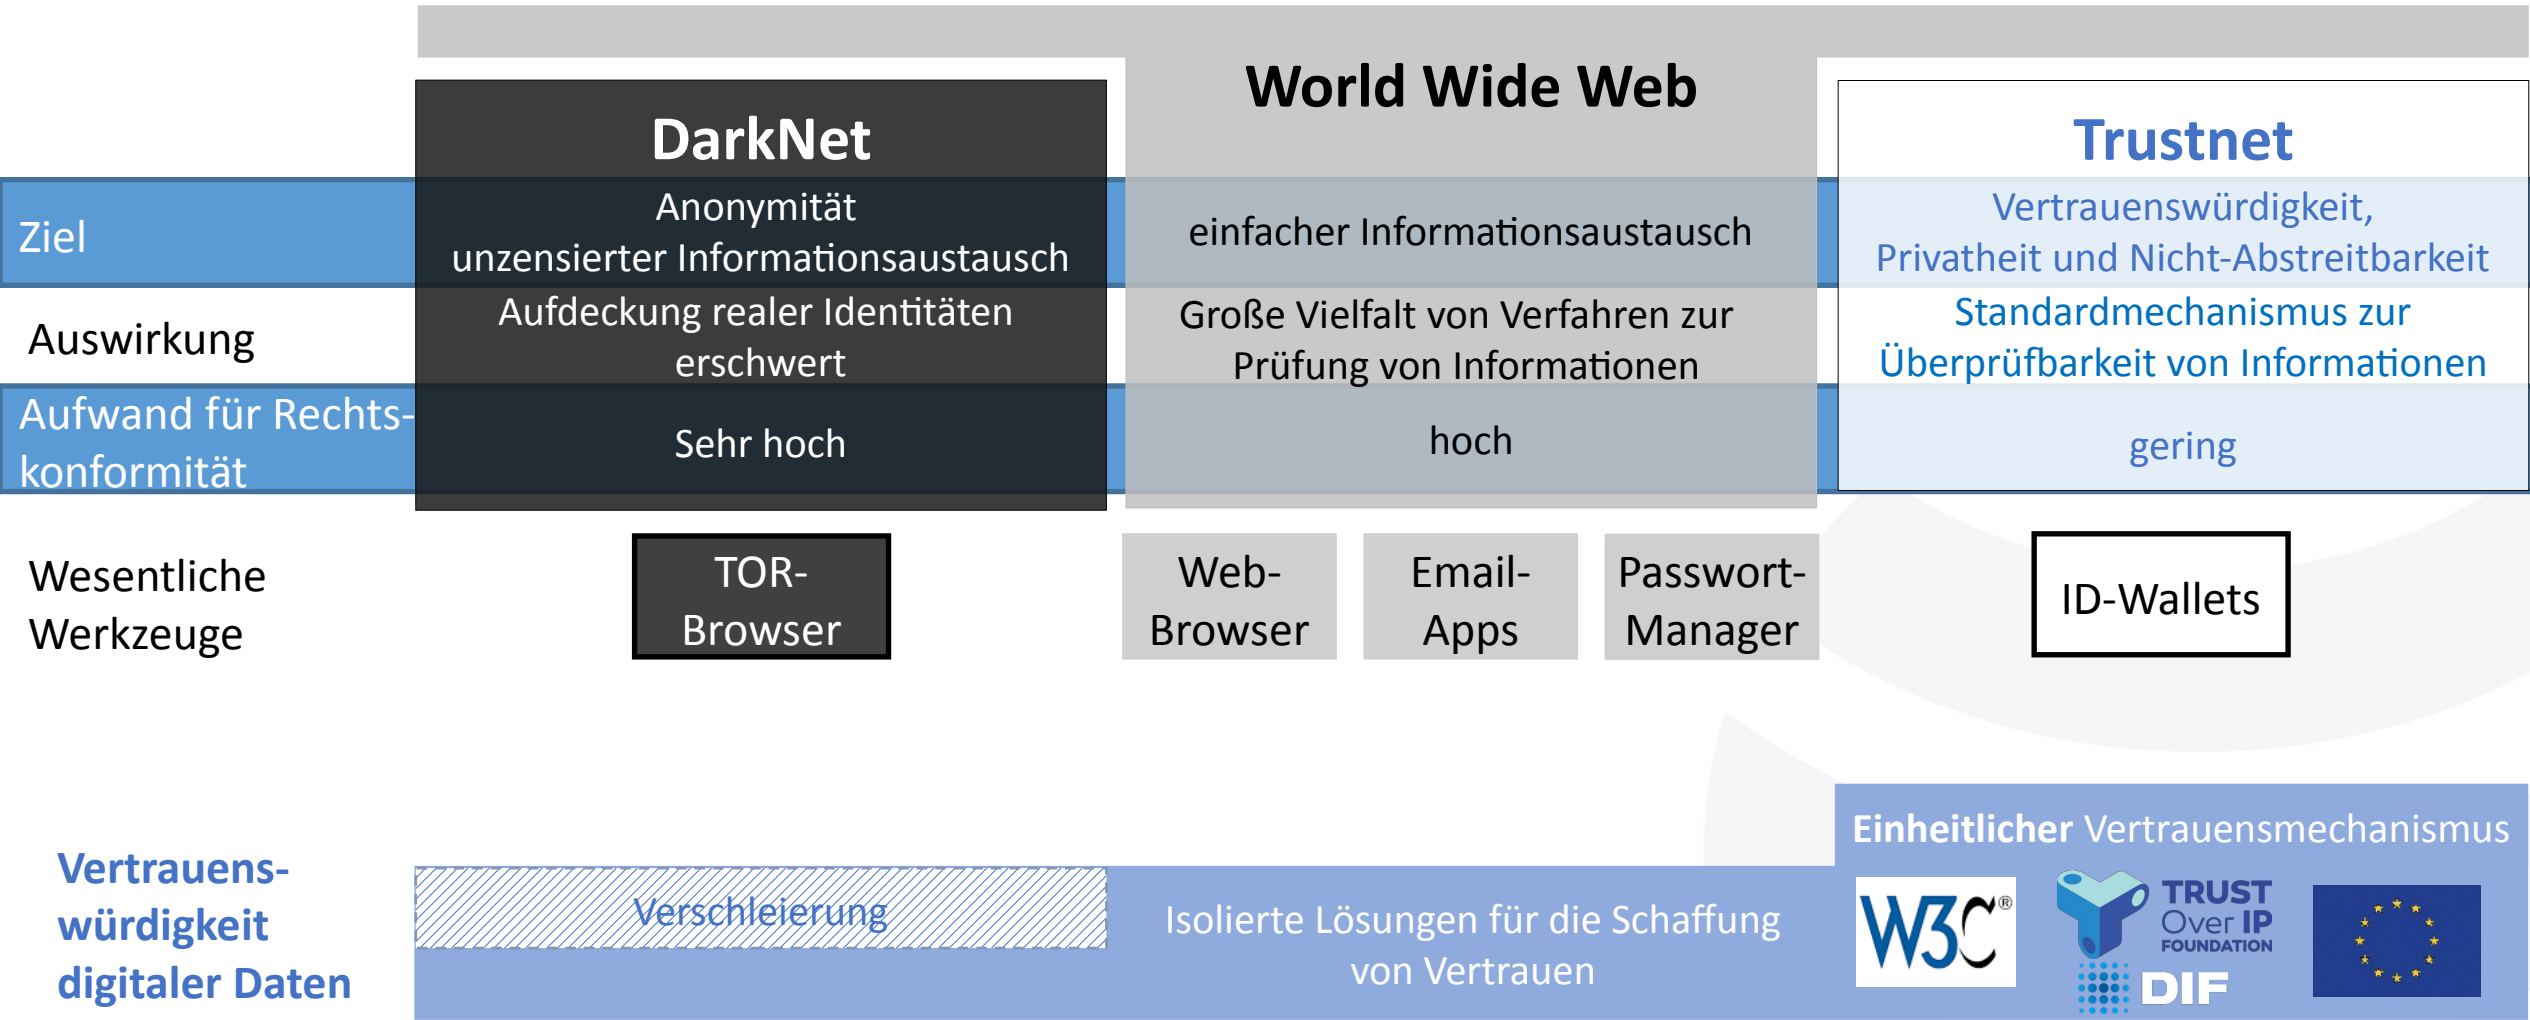 World Wide Web
DarkNet
Trustnet
Ziel
Anonymität
unzensierter Informationsaustausch
einfacher Informationsaustausch
Vertrauenswürdigkeit,
Privatheit und Nicht-Abstreitbarkeit
Auswirkung
Aufdeckung realer Identitäten
erschwert
Große Vielfalt von Verfahren zur
Prüfung von Informationen
Standardmechanismus zur
Überprüfbarkeit von Informationen
Aufwand für Rechts-
konformität
Sehr hoch
hoch
gering
Wesentliche
Werkzeuge
TOR-
Browser
Web-
Browser
Email-
Apps
Passwort-
Manager
ID-Wallets
Vertrauens-
würdigkeit
digitaler Daten
Verschleierung
Isolierte Lösungen für die Schaffung
von Vertrauen
Einheitlicher Vertrauensmechanismus
W3C®
TRUST
Over IP
FOUNDATION
DIF